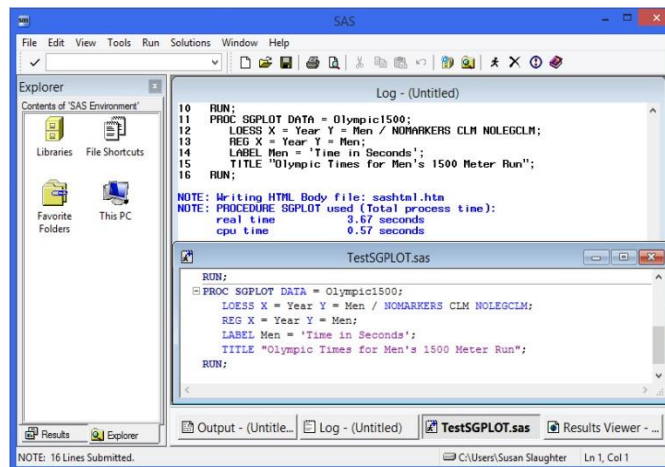 SAS
File Edit View Tools Run Solutions Window Help
Explorer
Contents of 'SAS Environment'
Libraries File Shortcuts
Favorite Folders This PC
Results Explorer
Log - (Untitled)
10 RUN;
11 PROC SGPLOT DATA = Olympic1500;
12 LOESS X = Year Y = Men / NOMARKERS CLM NOLEGCLM;
13 REG X = Year Y = Men;
14 LABEL Men = 'Time in Seconds';
15 TITLE "Olympic Times for Men's 1500 Meter Run";
16 RUN;
NOTE: Writing HTML Body file: sashtml.htm
NOTE: PROCEDURE SGPLOT used (Total process time):
real time 3.67 seconds
cpu time 0.57 seconds
TestSGPLOT.sas
RUN;
PROC SGPLOT DATA = Olympic1500;
LOESS X = Year Y = Men / NOMARKERS CLM NOLEGCLM;
REG X = Year Y = Men;
LABEL Men = 'Time in Seconds';
TITLE "Olympic Times for Men's 1500 Meter Run";
RUN;
Output - (Untitle... Log - (Untitled) TestSGPLOT.sas Results Viewer - ...
NOTE: 16 Lines Submitted. C:\Users\Susan Slaughter Ln 1, Col 1